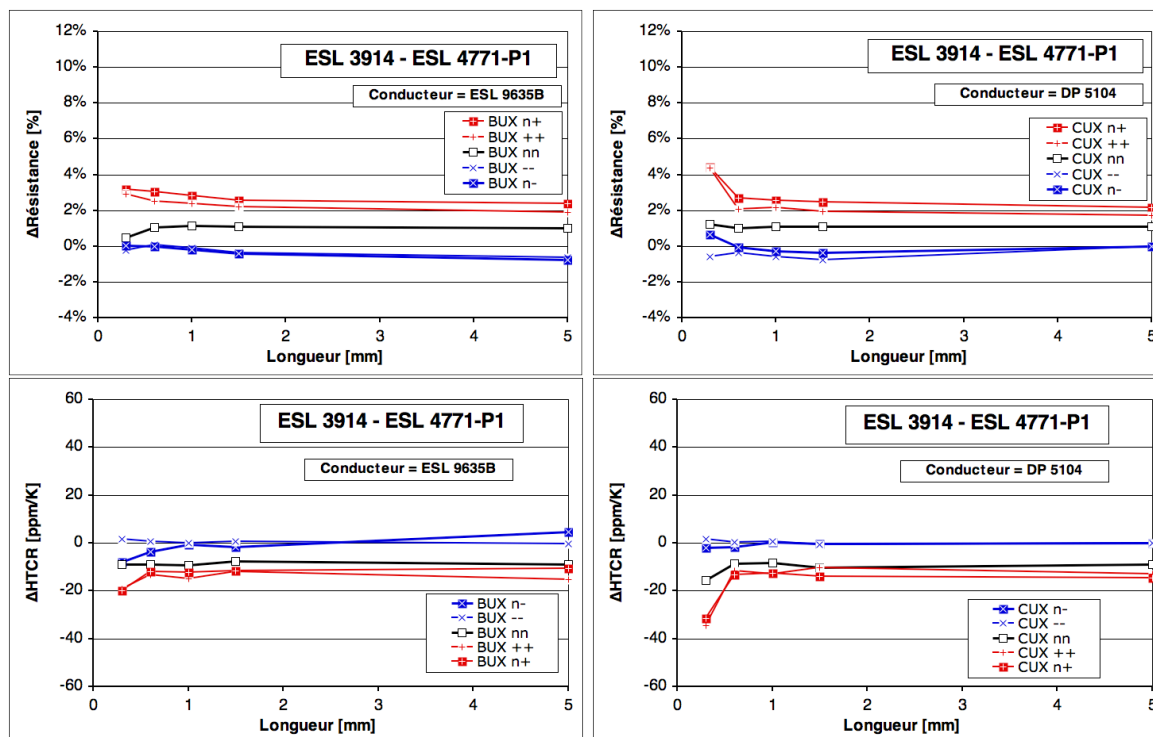 ESL 3914 - ESL 4771-P1
Conducteur = ESL 9635B
BUX n+
BUX ++
BUX nn
BUX --
BUX n-
ΔRésistance [%]
12%
10%
8%
6%
4%
2%
0%
-2%
-4%
0 1 2 3 4 5
Longueur [mm]
ESL 3914 - ESL 4771-P1
Conducteur = DP 5104
CUX n+
CUX ++
CUX nn
CUX --
CUX n-
ΔRésistance [%]
12%
10%
8%
6%
4%
2%
0%
-2%
-4%
0 1 2 3 4 5
Longueur [mm]
ESL 3914 - ESL 4771-P1
Conducteur = ESL 9635B
BUX n-
BUX --
BUX nn
BUX ++
BUX n+
ΔHTCR [ppm/K]
60
40
20
0
-20
-40
-60
0 1 2 3 4 5
Longueur [mm]
ESL 3914 - ESL 4771-P1
Conducteur = DP 5104
CUX n-
CUX --
CUX nn
CUX ++
CUX n+
ΔHTCR [ppm/K]
60
40
20
0
-20
-40
-60
0 1 2 3 4 5
Longueur [mm]